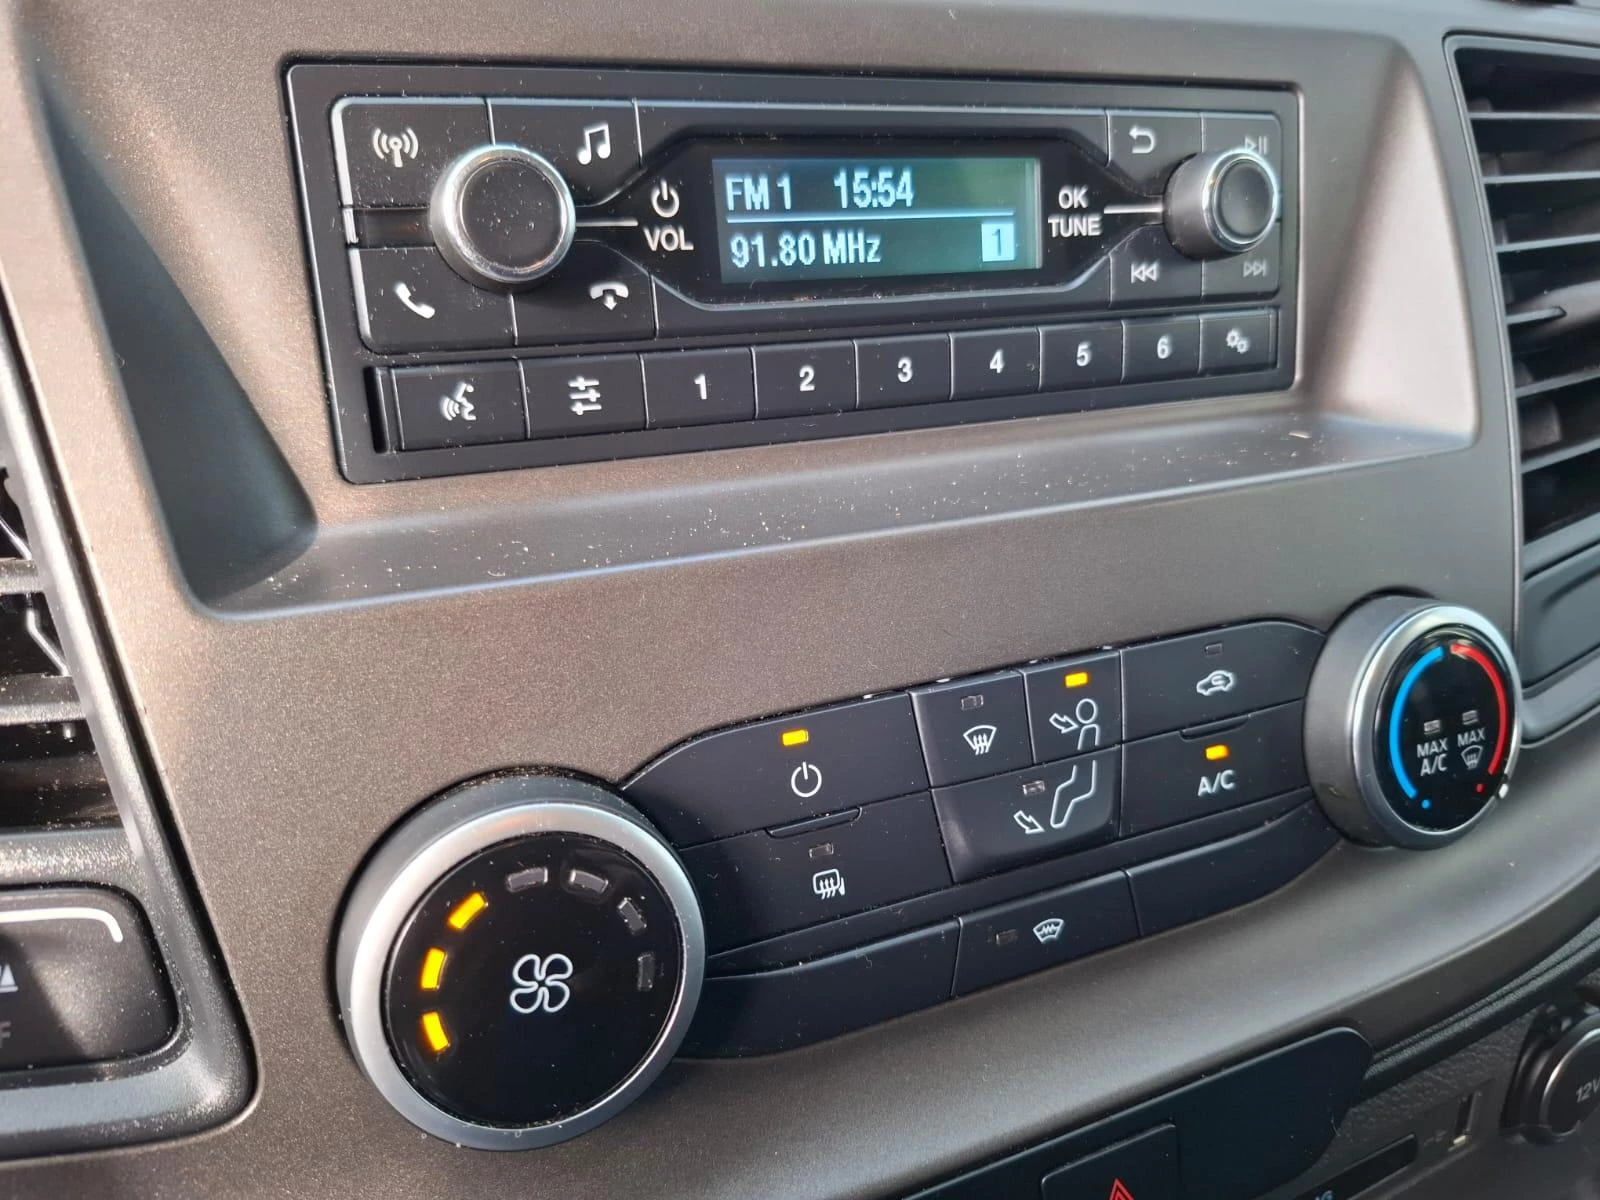 FM 1 15:54
91.80 MHz 1
VOL
OK
TUNE
1 2 3 4 5 6
A/C
MAX
A/C
MAX
12V